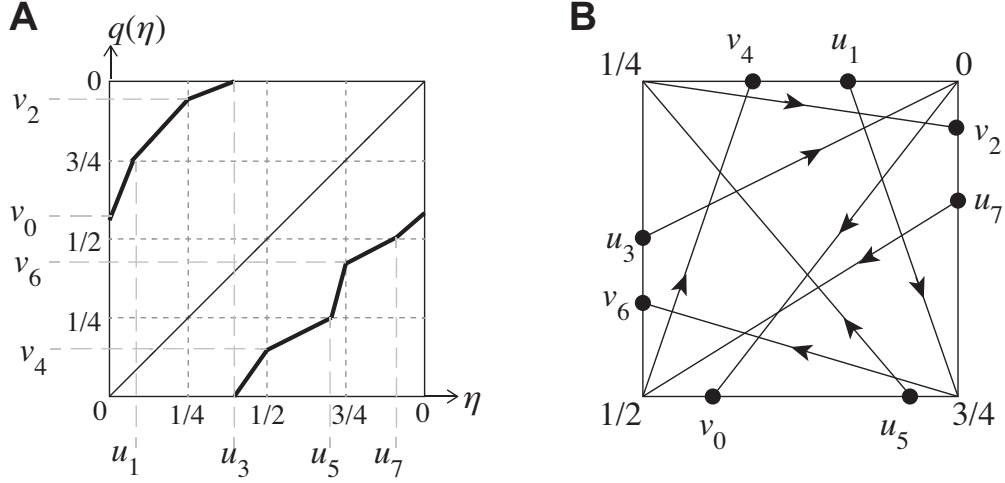 A
q(η)
0
v₂
3/4
v₀
1/2
v₆
1/4
v₄
0
1/4
1/2
3/4
0
η
u₁
u₃
u₅
u₇
B
v₄
u₁
1/4
0
v₂
u₇
u₃
v₆
1/2
3/4
v₀
u₅